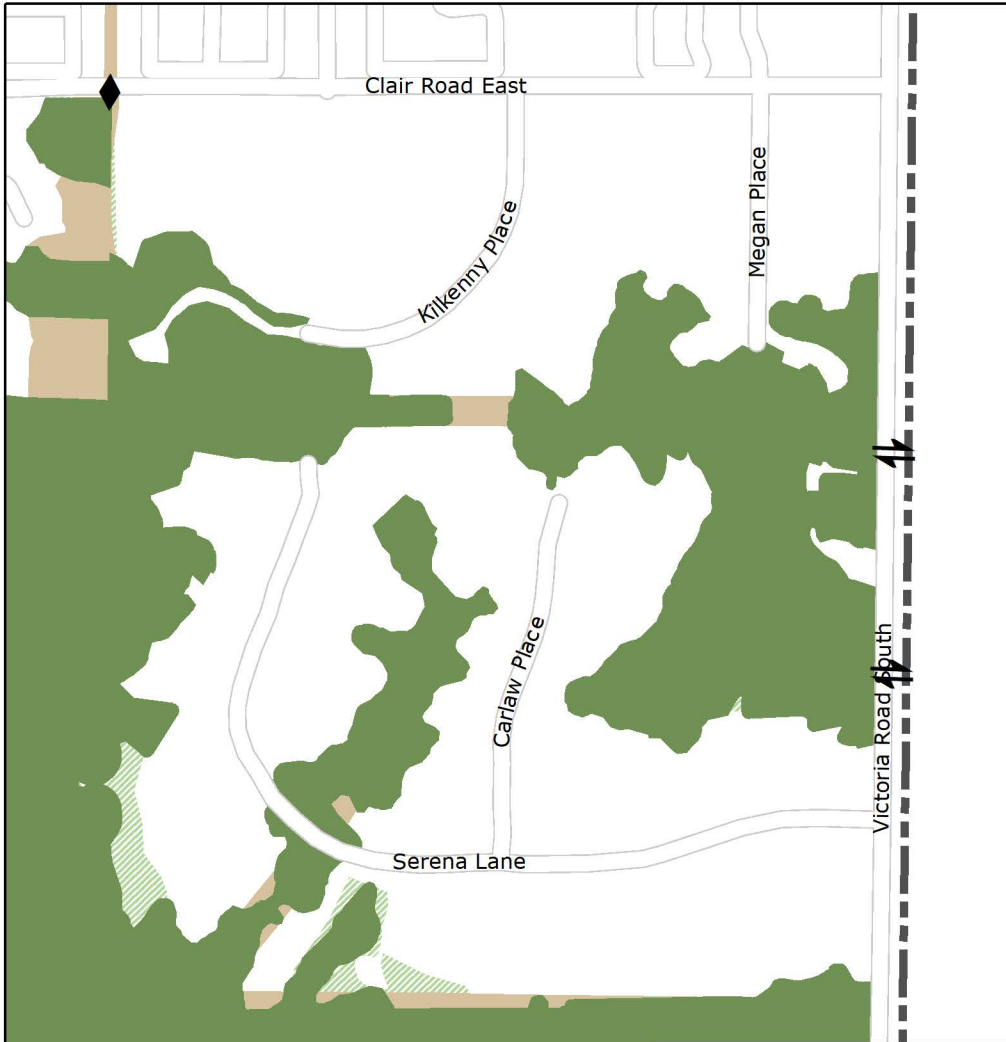 Clair Road East
Megan Place
Kilkenny Place
Carlaw Place
Victoria Road South
Serena Lane